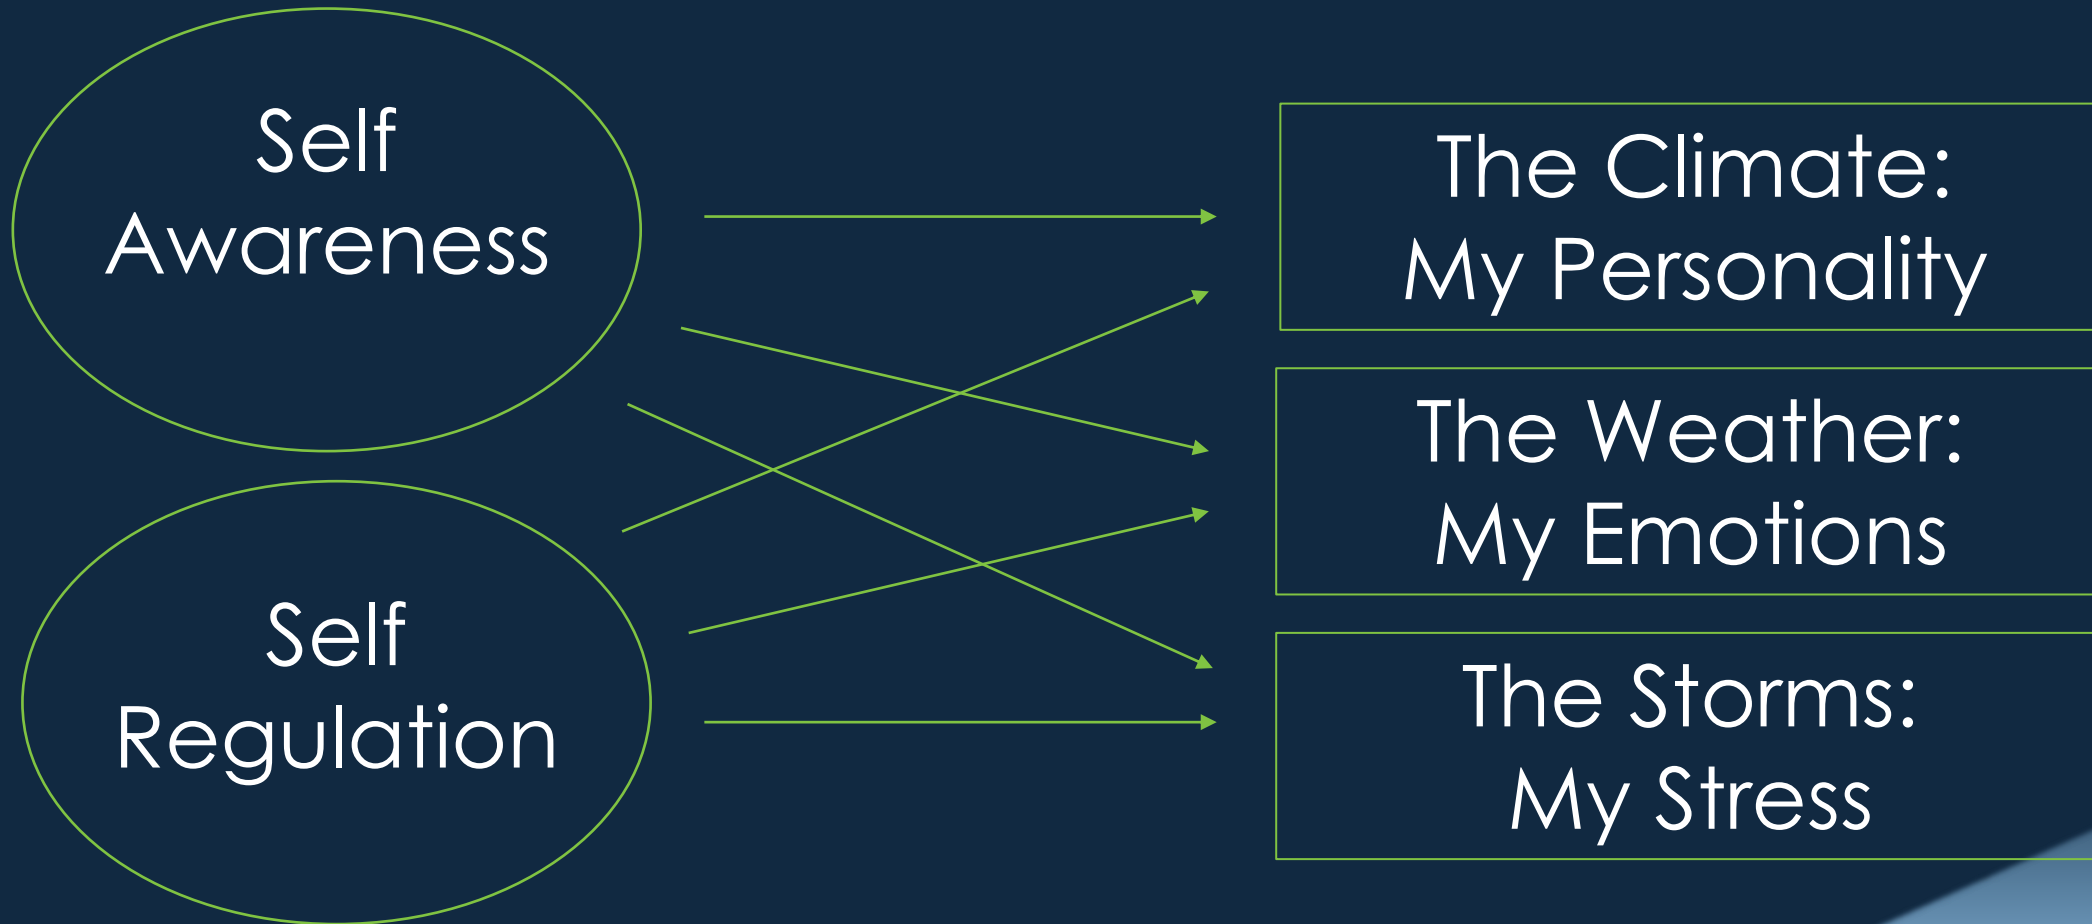 Self
Awareness
Self
Regulation
The Climate:
My Personality
The Weather:
My Emotions
The Storms:
My Stress